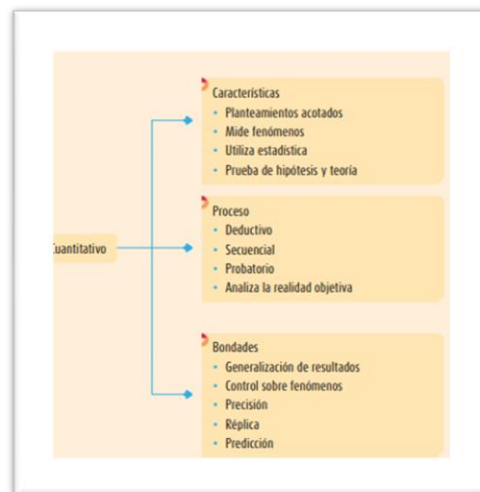 Características
• Planteamientos acotados
• Mide fenómenos
• Utiliza estadística
• Prueba de hipótesis y teoría
Cuantitativo
Proceso
• Deductivo
• Secuencial
• Probatorio
• Analiza la realidad objetiva
Bondades
• Generalización de resultados
• Control sobre fenómenos
• Precisión
• Réplica
• Predicción